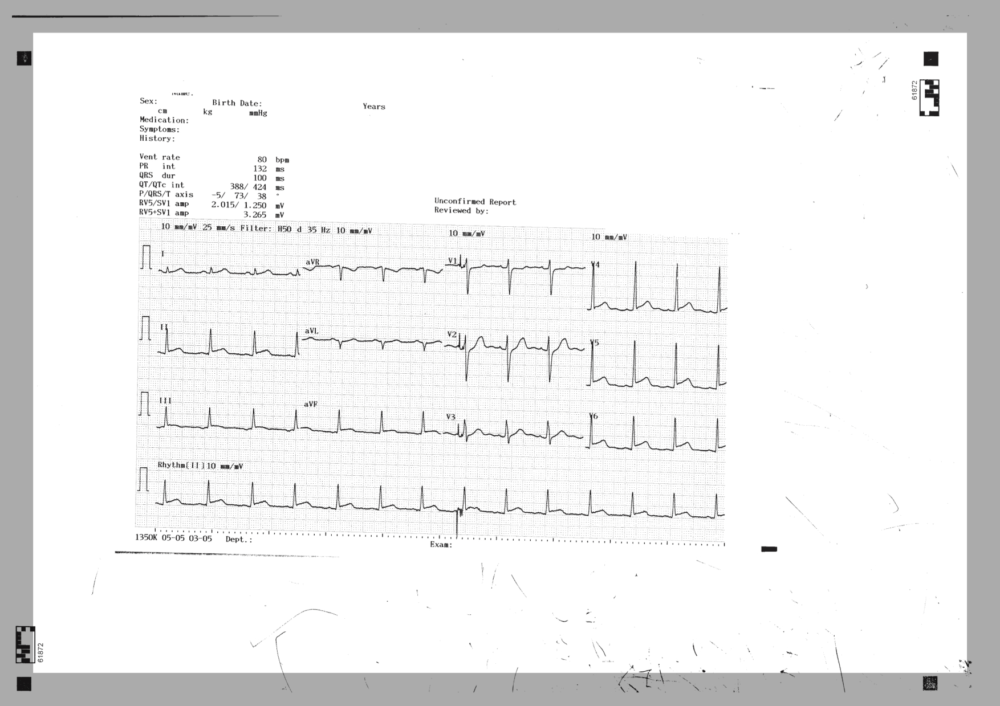 Name:
Sex: Birth Date: Years
cm kg mmHg
Medication:
Symptoms:
History:
Vent rate 80 bpm
PR int 132 ms
QRS dur 100 ms
QT/QTc int 388/ 424 ms
P/QRS/T axis -5/ 73/ 38 °
RV5/SV1 amp 2.015/ 1.250 mV
RV5+SV1 amp 3.265 mV
Unconfirmed Report
Reviewed by:
10 mm/mV 25 mm/s Filter: H50 d 35 Hz 10 mm/mV 10 mm/mV 10 mm/mV
I aVR V1 V4
II aVL V2 V5
III aVF V3 V6
Rhythm[II]10 mm/mV
1350K 05-05 03-05 Dept.: Exam:
61872
61872